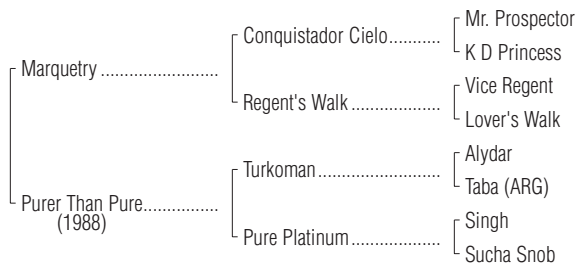 Mr. Prospector
Conquistador Cielo...........
K D Princess
Marquetry .........................
Vice Regent
Regent's Walk ...................
Lover's Walk
Alydar
Turkoman..........................
Taba (ARG)
Purer Than Pure................
(1988)
Singh
Pure Platinum...................
Sucha Snob